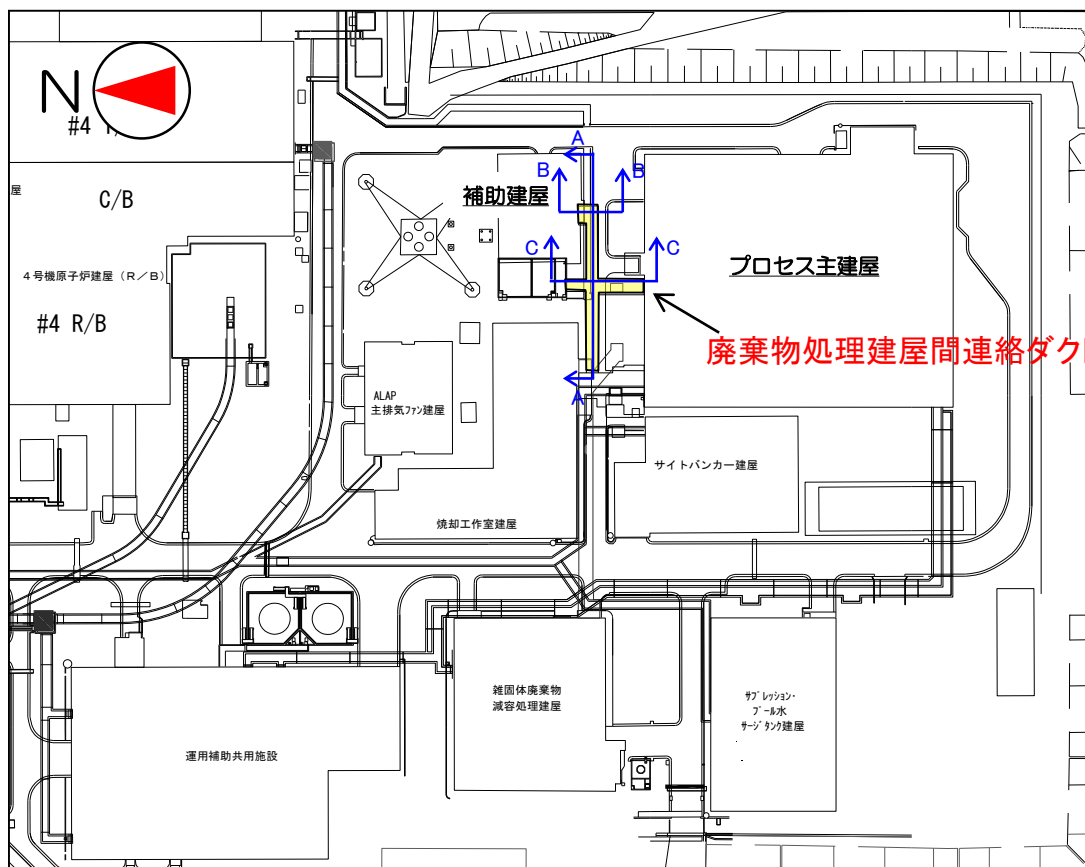 N
#4
C/B
屋
4号機原子炉建屋(R/B)
#4 R/B
A
B
B
補助建屋
C
C
プロセス主建屋
廃棄物処理建屋間連絡ダク
A
ALAP
主排気ファン建屋
サイトバンカー建屋
焼却工作室建屋
雑固体廃棄物
減容処理建屋
サプレッション・
プール水
サージタンク建屋
運用補助共用施設